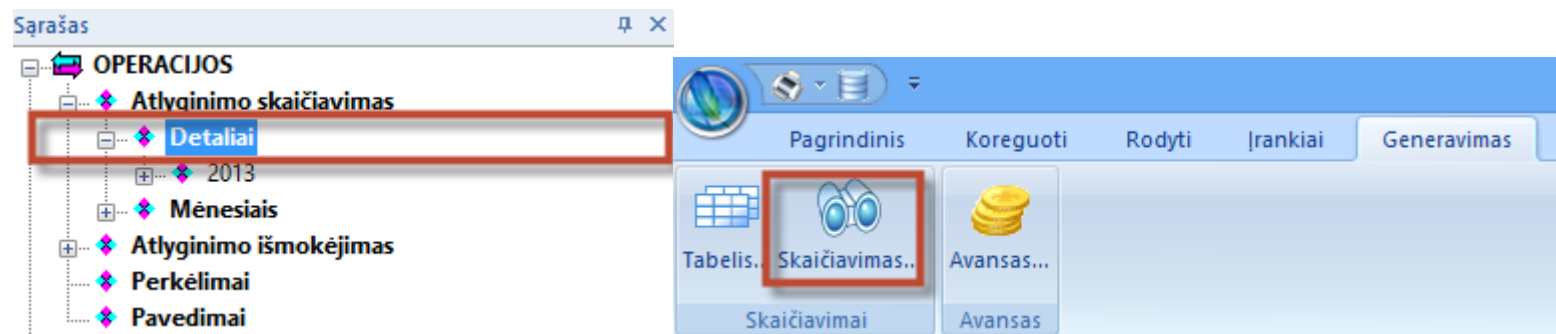 Sąrašas
OPERACIJOS
Atlyginimo skaičiavimas
Detaliai
2013
Mėnesiais
Atlyginimo išmokėjimas
Perkėlimai
Pavedimai
Pagrindinis Koreguoti Rodyti Įrankiai Generavimas
Tabelis.. Skaičiavimas.. Avansas...
Skaičiavimai Avansas